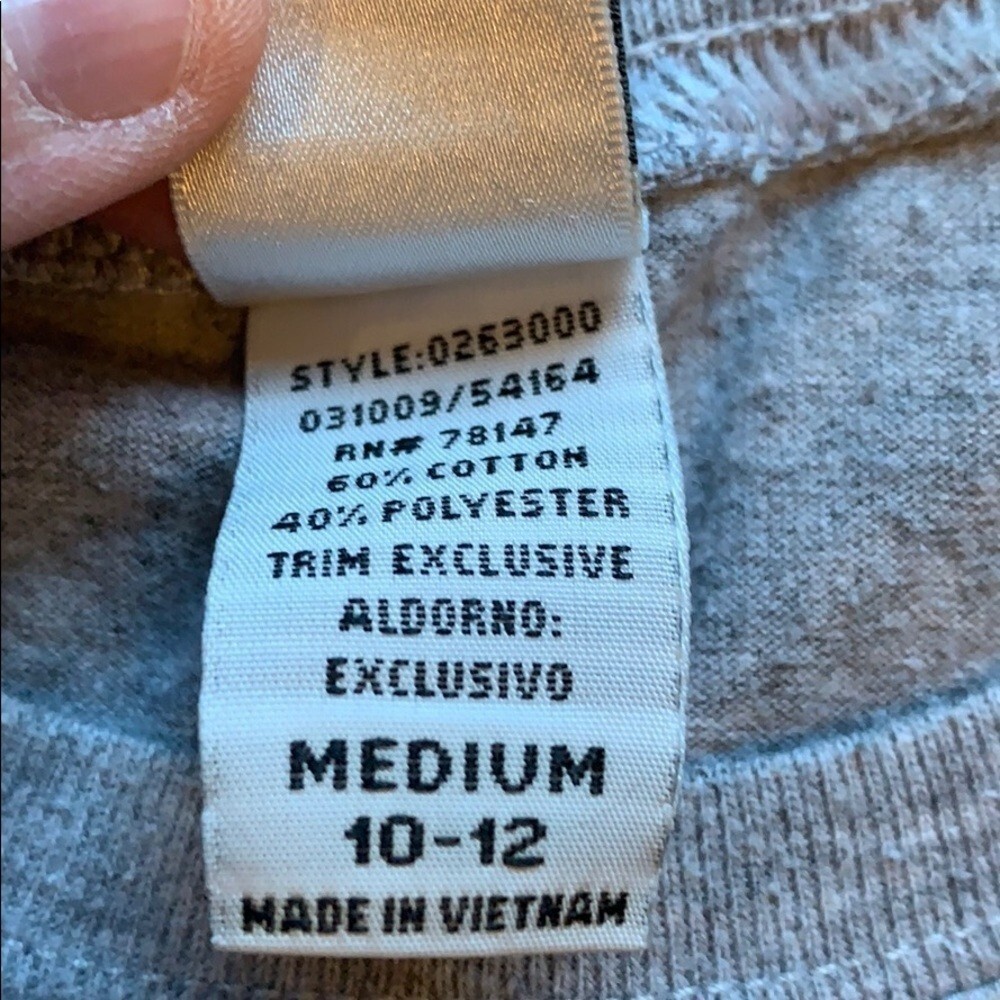 STYLE:0263000
031009/54164
RN# 78147
60% COTTON
40% POLYESTER
TRIM EXCLUSIVE
ALDORNO:
EXCLUSIVO
MEDIUM
10-12
MADE IN VIETNAM